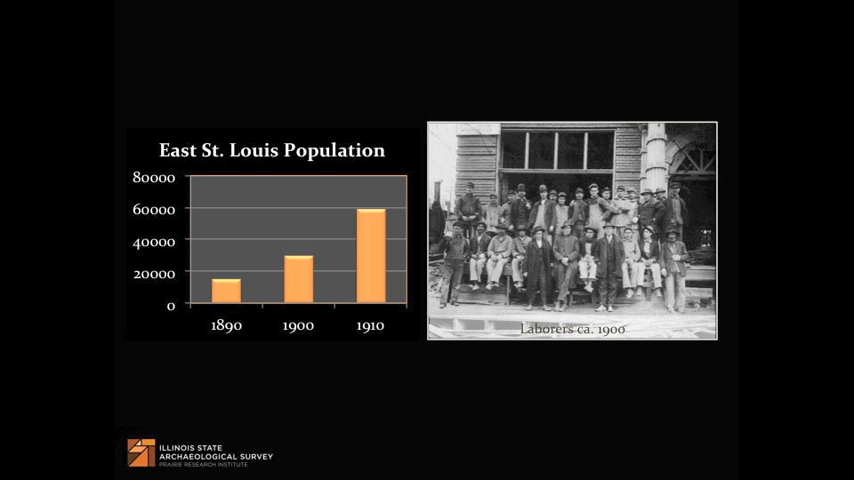 East St. Louis Population
80000
60000
40000
20000
0
1890 1900 1910
Laborers ca. 1900
ILLINOIS STATE
ARCHAEOLOGICAL SURVEY
PRAIRIE RESEARCH INSTITUTE